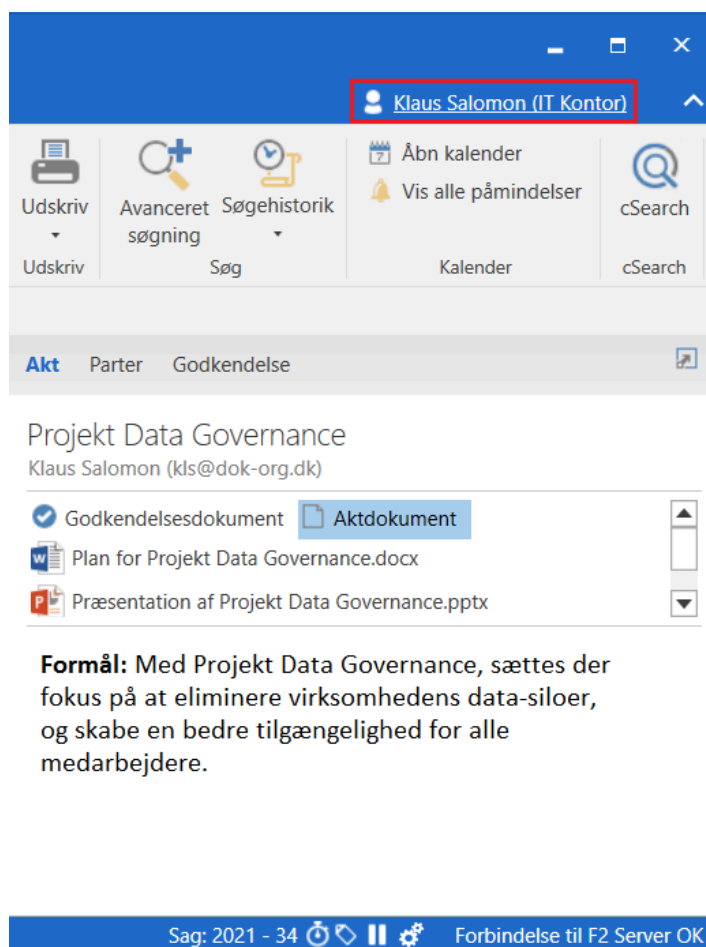 Klaus Salomon (IT Kontor)
Udskriv
Avanceret
søgning
Søgehistorik
Åbn kalender
Vis alle påmindelser
cSearch
Udskriv
Søg
Kalender
cSearch
Akt Parter Godkendelse
Projekt Data Governance
Klaus Salomon (kls@dok-org.dk)
Godkendelsesdokument Aktdokument
Plan for Projekt Data Governance.docx
Præsentation af Projekt Data Governance.pptx
Formål: Med Projekt Data Governance, sættes der
fokus på at eliminere virksomhedens data-siloer,
og skabe en bedre tilgængelighed for alle
medarbejdere.
Sag: 2021 - 34 Forbindelse til F2 Server OK